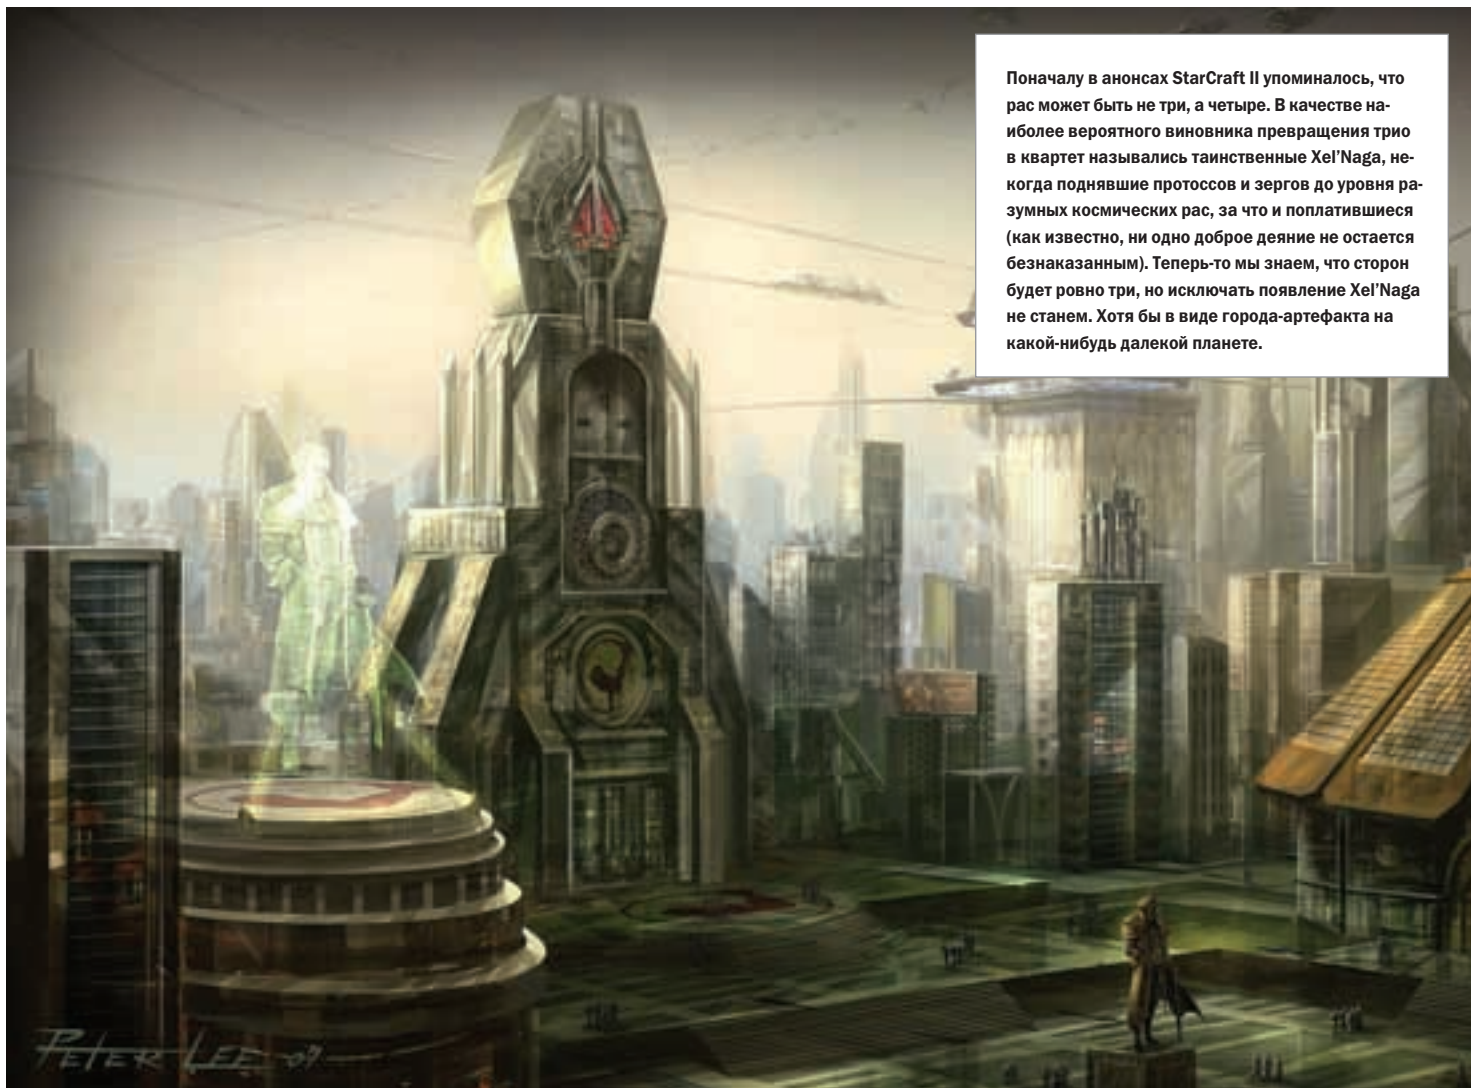 Поначалу в анонсах StarCraft II упоминалось, что
рас может быть не три, а четыре. В качестве на-
иболее вероятного виновника превращения трио
в квартет назывались таинственные Xel’Naga, не-
когда поднявшие протоссов и зергов до уровня ра-
зумных космических рас, за что и поплатившиеся
(как известно, ни одно доброе деяние не остается
безнаказанным). Теперь-то мы знаем, что сторон
будет ровно три, но исключать появление Xel’Naga
не станем. Хотя бы в виде города-артефакта на
какой-нибудь далекой планете.
PETER LEE 07